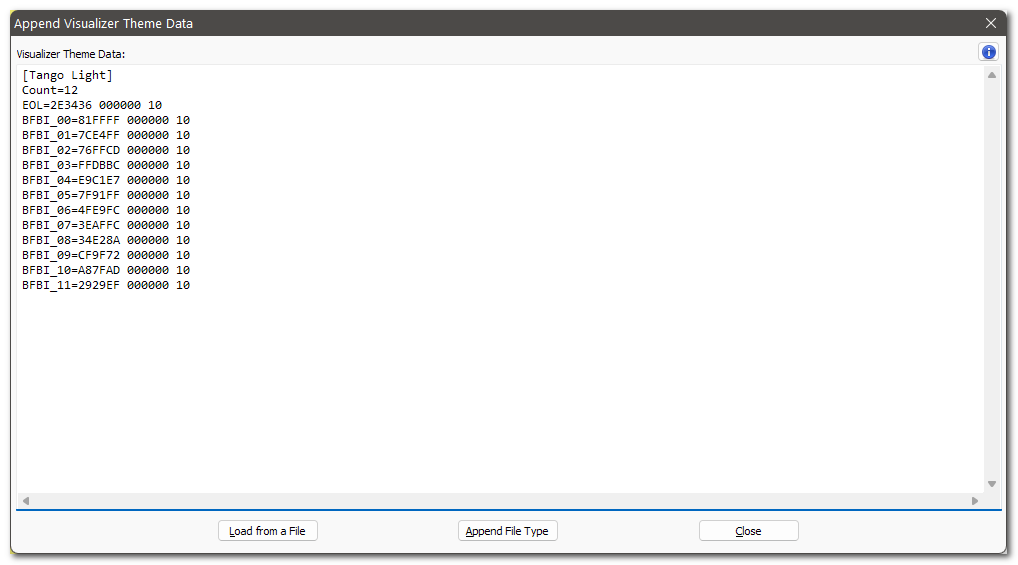 Append Visualizer Theme Data
Visualizer Theme Data:
[Tango Light]
Count=12
EOL=2E3436 000000 10
BFBI_00=81FFFF 000000 10
BFBI_01=7CE4FF 000000 10
BFBI_02=76FFCD 000000 10
BFBI_03=FFDBBC 000000 10
BFBI_04=E9C1E7 000000 10
BFBI_05=7F91FF 000000 10
BFBI_06=4FE9FC 000000 10
BFBI_07=3EAFFC 000000 10
BFBI_08=34E28A 000000 10
BFBI_09=CF9F72 000000 10
BFBI_10=A87FAD 000000 10
BFBI_11=2929EF 000000 10
Load from a File
Append File Type
Close